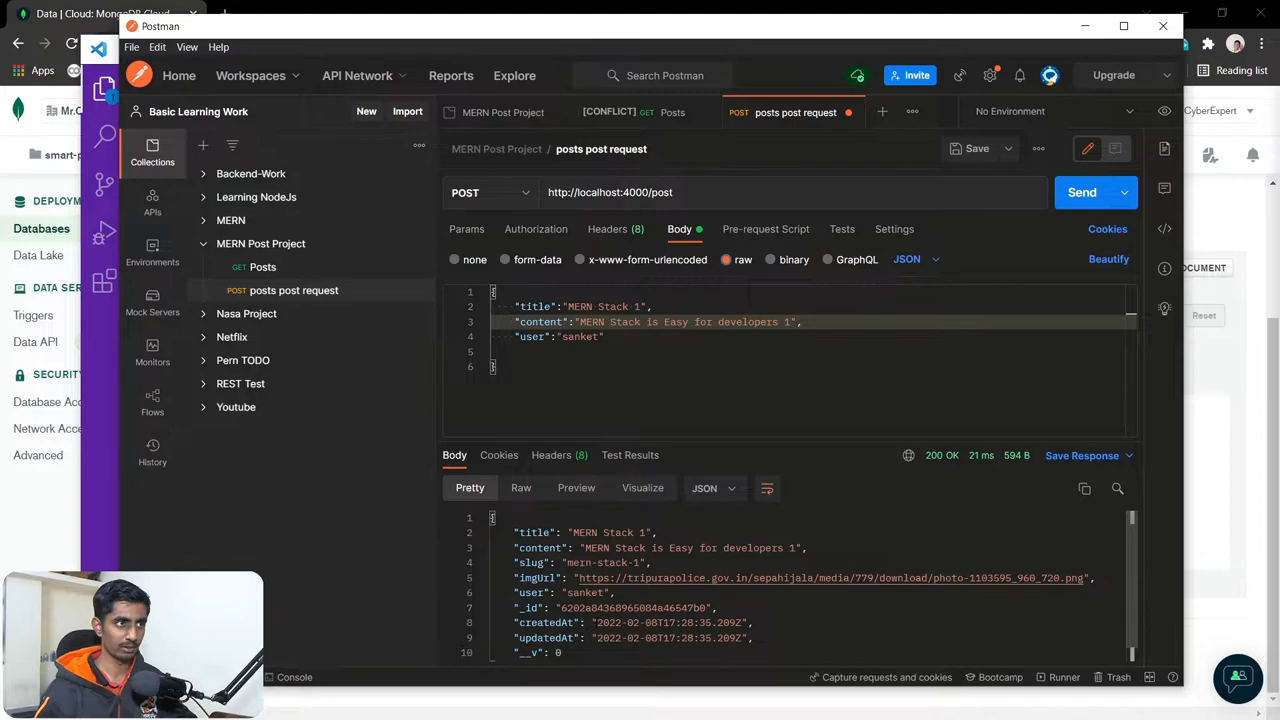 Data | Cloud: MongoDB Cl
Postman
File Edit View Help
Apps
Reading list
Home Workspaces API Network Reports Explore Search Postman Invite Upgrade
Mr.C
CyberExpert
Basic Learning Work New Import
MERN Post Project [CONFLICT] GET Posts POST posts post request No Environment
smart-p
MERN Post Project / posts post request Save
Collections
APIs
Environments
Mock Servers
Monitors
Flows
History
Backend-Work
Learning NodeJs
MERN
MERN Post Project
GET Posts
POST posts post request
Nasa Project
Netflix
Pern TODO
REST Test
Youtube
DEPLOYM
Databases
Data Lake
DATA SER
Triggers
Data API
SECURIT
Database Acc
Network Acce
Advanced
POST http://localhost:4000/post Send
Params Authorization Headers (8) Body Pre-request Script Tests Settings Cookies
none form-data x-www-form-urlencoded raw binary GraphQL JSON Beautify
OCUMENT
Reset
1 {
2 "title":"MERN Stack 1",
3 "content":"MERN Stack is Easy for developers 1",
4 "user":"sanket"
5
6 }
Body Cookies Headers (8) Test Results 200 OK 21 ms 594 B Save Response
Pretty Raw Preview Visualize JSON
1 {
2 "title": "MERN Stack 1",
3 "content": "MERN Stack is Easy for developers 1",
4 "slug": "mern-stack-1",
5 "imgUrl": "https://tripurapolice.gov.in/sepahijala/media/779/download/photo-1103595_960_720.png",
6 "user": "sanket",
7 "_id": "6202a84368965084a46547b0",
8 "createdAt": "2022-02-08T17:28:35.209Z",
9 "updatedAt": "2022-02-08T17:28:35.209Z",
10 "__v": 0
Console Capture requests and cookies Bootcamp Runner Trash